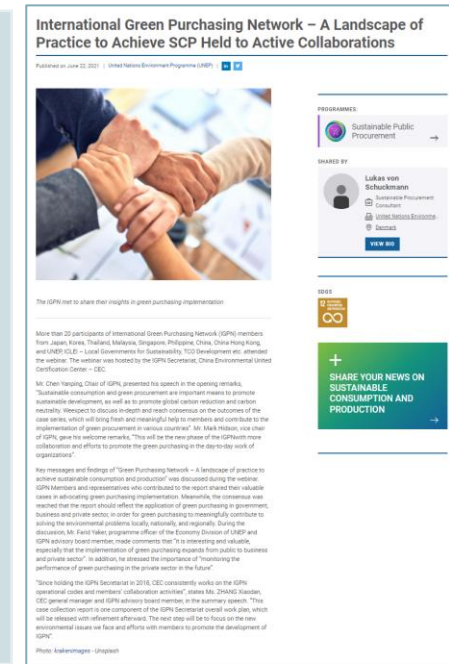 International Green Purchasing Network – A Landscape of
Practice to Achieve SCP Held to Active Collaborations
Published on June 22, 2021 | United Nations Environment Programme (UNEP) | in
The IGPN met to share their insights in green purchasing implementation
More than 20 participants of International Green Purchasing Network (IGPN) members
from Japan, Korea, Thailand, Malaysia, Singapore, Philippine, China, China Hong Kong,
and UNEP, ICLEI – Local Governments for Sustainability, TCO Development etc. attended
the webinar. The webinar was hosted by the IGPN Secretariat, China Environmental United
Certification Center – CEC.
Mr. Chen Yanping, Chao of IGPN, presented his speech in the opening remarks,
"Sustainable consumption and green procurement are important means to promote
sustainable development, as well as to promote global carbon reduction and carbon
neutrality. Weexpect to discuss in-depth and reach consensus on the outcomes of the
case series, which will bring fresh and meaningful help to members and contribute to the
implementation of green procurement in various countries". Mr. Mark Hidson, vice chair
of IGPN, gave his welcome remarks, "This will be the new phase of the IGPNwith more
collaboration and efforts to promote the green purchasing in the day-to-day work of
organizations".
Key messages and findings of "Green Purchasing Network – A landscape of practice to
achieve sustainable consumption and production" was discussed during the webinar.
IGPN Members and representatives who contributed to the report shared their valuable
cases in advocating green purchasing implementation. Meanwhile, the consensus was
reached that the report should reflect the application of green purchasing in government,
business and private sector, in order for green purchasing to meaningfully contribute to
solving the environmental problems locally, nationally, and regionally. During the
discussion, Mr. Farid Yaker, programme officer of the Economy Division of UNEP and
IGPN advisory board member, made comments that "it is interesting and valuable,
especially that the implementation of green purchasing expands from public to business
and private sector". In addition, he stressed the importance of "monitoring the
performance of green purchasing in the private sector in the future".
"Since holding the IGPN Secretariat in 2018, CEC consistently works on the IGPN
operational codes and members' collaboration activities", states Ms. ZHANG Xiaodan,
CEC general manager and IGPN advisory board member, in the summary speech. "This
case collection report is one component of the IGPN Secretariat overall work plan, which
will be released with refinement afterward. The next step will be to focus on the new
environmental issues we face and efforts with members to promote the development of
IGPN".
Photo: krakenimages - Unsplash
PROGRAMMES:
Sustainable Public
Procurement
SHARED BY
Lukas von
Schuckmann
Sustainable Procurement
Consultant
United Nations Environme..
Denmark
VIEW BIO
SDGS
12
SHARE YOUR NEWS ON
SUSTAINABLE
CONSUMPTION AND
PRODUCTION